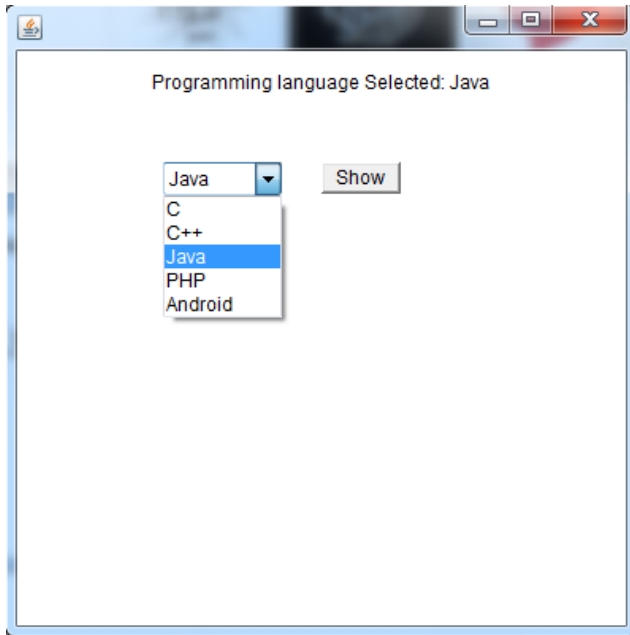 Programming language Selected: Java
Java
Show
C
C++
Java
PHP
Android